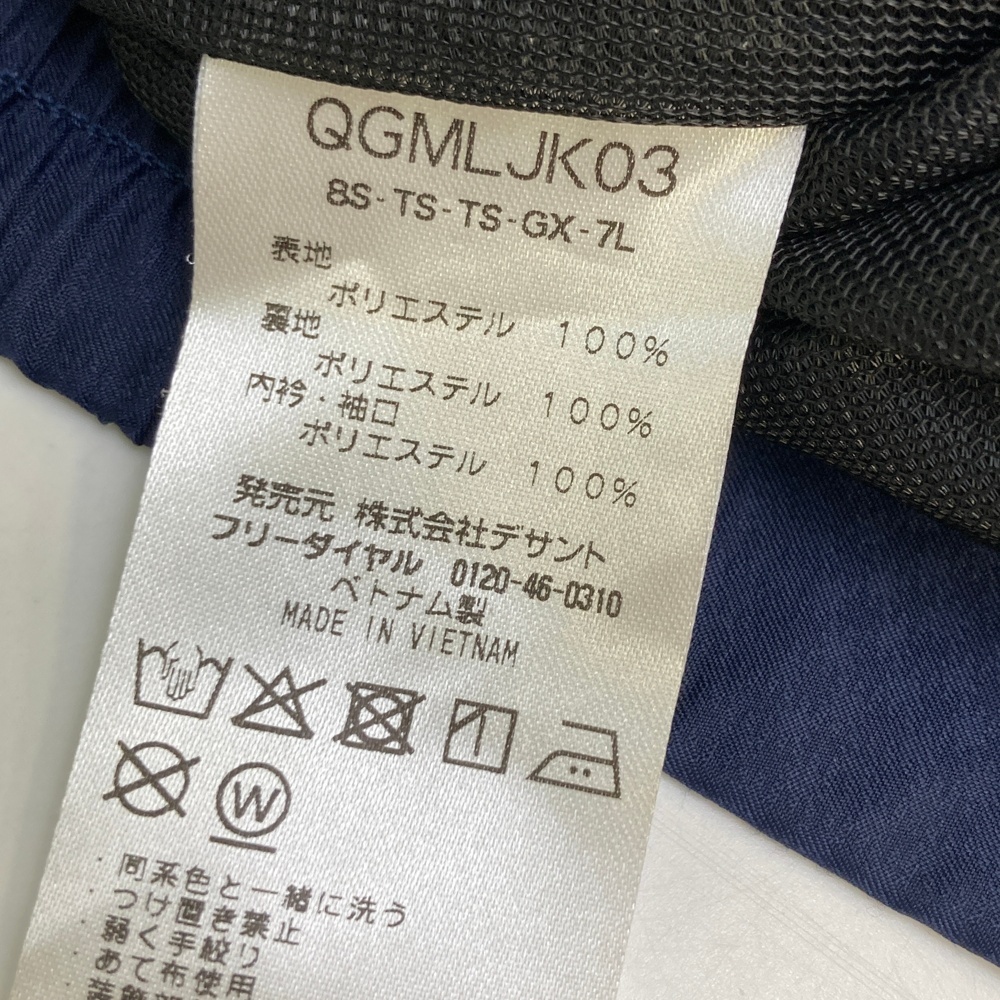 QGMLJK03
8S-TS-TS-GX-7L
表地
ポリエステル 100%
裏地
ポリエステル 100%
内衿・袖口
ポリエステル 100%
発売元 株式会社デサント
フリーダイヤル 0120-46-0310
ベトナム製
MADE IN VIETNAM
W
・同系色と一緒に洗う
・つけ置き禁止
・弱く手絞り
・あて布使用